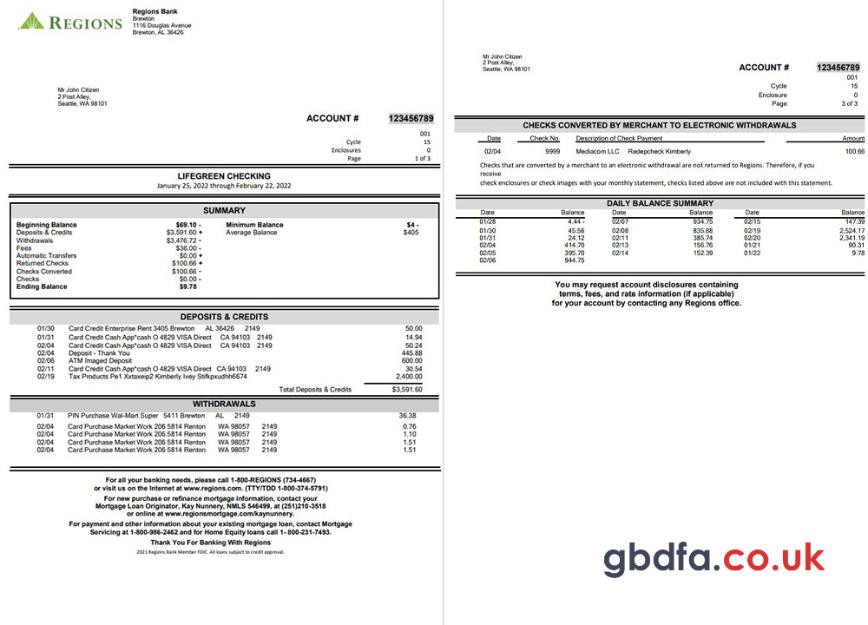 REGIONS
Regions Bank
Brewton
1116 Douglas Avenue
Brewton, AL 36426
Mr John Citizen
2 Post Alley,
Seattle, WA 98101
ACCOUNT # 123456789
001
Cycle 15
Enclosures 0
Page 1 of 3
LIFEGREEN CHECKING
January 25, 2022 through February 22, 2022
SUMMARY
Beginning Balance $69.10 - Minimum Balance $4 -
Deposits & Credits $3,591.60 + Average Balance $405
Withdrawals $3,476.72 -
Fees $36.00 -
Automatic Transfers $0.00 +
Returned Checks $100.66 +
Checks Converted $100.66 -
Checks $0.00 -
Ending Balance $9.78
DEPOSITS & CREDITS
01/30 Card Credit Enterprise Rent 3405 Brewton AL 36426 2149 50.00
01/31 Card Credit Cash App*cash O 4829 VISA Direct CA 94103 2149 14.94
02/04 Card Credit Cash App*cash O 4829 VISA Direct CA 94103 2149 50.24
02/04 Deposit - Thank You 445.88
02/06 ATM Imaged Deposit 600.00
02/11 Card Credit Cash App*cash O 4829 VISA Direct CA 94103 2149 30.54
02/19 Tax Products Pe1 Xxtaxeip2 Kimberly Ivey Stfkpxudhh6674 2,400.00
Total Deposits & Credits $3,591.60
WITHDRAWALS
01/31 PIN Purchase Wal-Mart Super 5411 Brewton AL 2149 36.38
02/04 Card Purchase Market Work 206 5814 Renton WA 98057 2149 0.76
02/04 Card Purchase Market Work 206 5814 Renton WA 98057 2149 1.10
02/04 Card Purchase Market Work 206 5814 Renton WA 98057 2149 1.51
02/04 Card Purchase Market Work 206 5814 Renton WA 98057 2149 1.51
For all your banking needs, please call 1-800-REGIONS (734-4667)
or visit us on the Internet at www.regions.com. (TTY/TDD 1-800-374-5791)
For new purchase or refinance mortgage information, contact your
Mortgage Loan Originator, Kay Nunnery, NMLS 546499, at (251)210-3518
or online at www.regionsmortgage.com/kaynunnery.
For payment and other information about your existing mortgage loan, contact Mortgage
Servicing at 1-800-986-2462 and for Home Equity loans call 1- 800-231-7493.
Thank You For Banking With Regions
2021 Regions Bank Member FDIC. All loans subject to credit approval.
Mr John Citizen
2 Post Alley,
Seattle, WA 98101
ACCOUNT # 123456789
001
Cycle 15
Enclosure 0
Page 3 of 3
CHECKS CONVERTED BY MERCHANT TO ELECTRONIC WITHDRAWALS
Date Check No. Description of Check Payment Amount
02/04 9999 Mediacom LLC Redepcheck Kimberly 100.66
Checks that are converted by a merchant to an electronic withdrawal are not returned to Regions. Therefore, if you
receive
check enclosures or check images with your monthly statement, checks listed above are not included with this statement.
DAILY BALANCE SUMMARY
Date Balance Date Balance Date Balance
01/28 4.44 - 02/07 934.75 02/15 147.39
01/30 45.56 02/08 835.88 02/19 2,524.17
01/31 24.12 02/11 385.74 02/20 2,341.19
02/04 414.70 02/13 156.76 01/21 90.31
02/05 395.70 02/14 152.39 01/22 9.78
02/06 944.75
You may request account disclosures containing
terms, fees, and rate information (if applicable)
for your account by contacting any Regions office.
gbdfa.co.uk